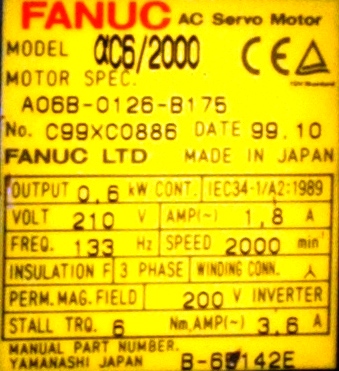 FANUC AC Servo Motor
MODEL αC6/2000 CE
MOTOR SPEC.
A06B-0126-B175
No. C99XC0886 DATE 99.10
FANUC LTD MADE IN JAPAN
OUTPUT 0,6 kW CONT. IEC34-1/A2:1989
VOLT 210 V AMP(~) 1,8 A
FREQ. 133 Hz SPEED 2000 min⁻¹
INSULATION F 3 PHASE WINDING CONN. ⅄
PERM. MAG. FIELD 200 V INVERTER
STALL TRQ. 6 Nm, AMP(~) 3,6 A
MANUAL PART NUMBER.
YAMANASHI JAPAN B-65142E